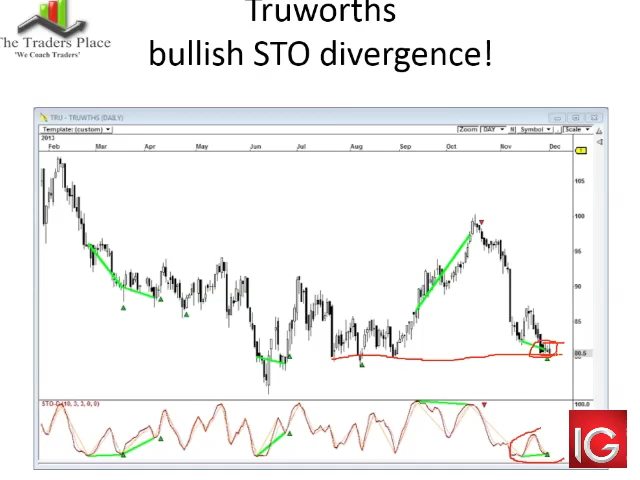 Truworths
The Traders Place
'We Coach Traders'
bullish STO divergence!
TRU - TRUWTHS (DAILY)
Template: (custom) Zoom DAY N Symbol Scale
2013
Feb Mar Apr May Jun Jul Aug Sep Oct Nov Dec
105
100
95
90
85
80.5
STO-D (10, 3, 3, 0, 0) 100.0
IG